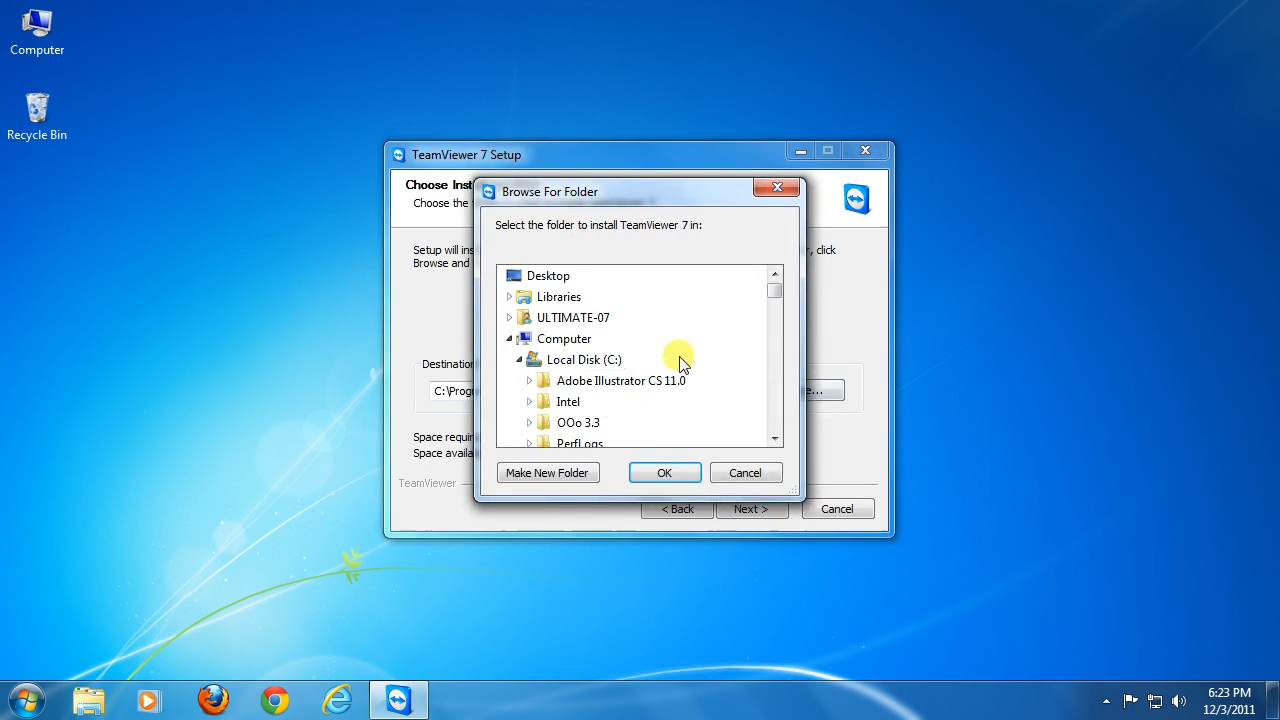 Computer
Recycle Bin
TeamViewer 7 Setup
Choose Inst
Choose the
Browse For Folder
Select the folder to install TeamViewer 7 in:
Setup will ins
, click
Browse and
Desktop
Libraries
ULTIMATE-07
Computer
Local Disk (C:)
Adobe Illustrator CS 11.0
Intel
OOo 3.3
PerfLogs
Destination
C:\Progr
e...
Space requir
Space availa
Make New Folder
OK
Cancel
TeamViewer
< Back
Next >
Cancel
6:23 PM
12/3/2011